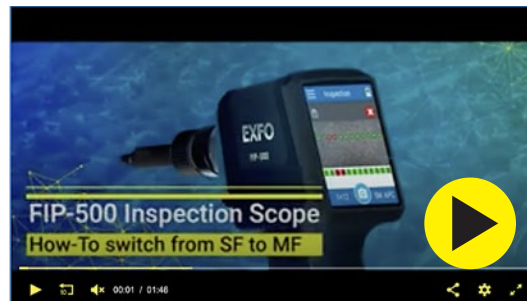 Inspection
EXFO
FIP-500
FIP-500 Inspection Scope
How-To switch from SF to MF
00:01 / 01:46